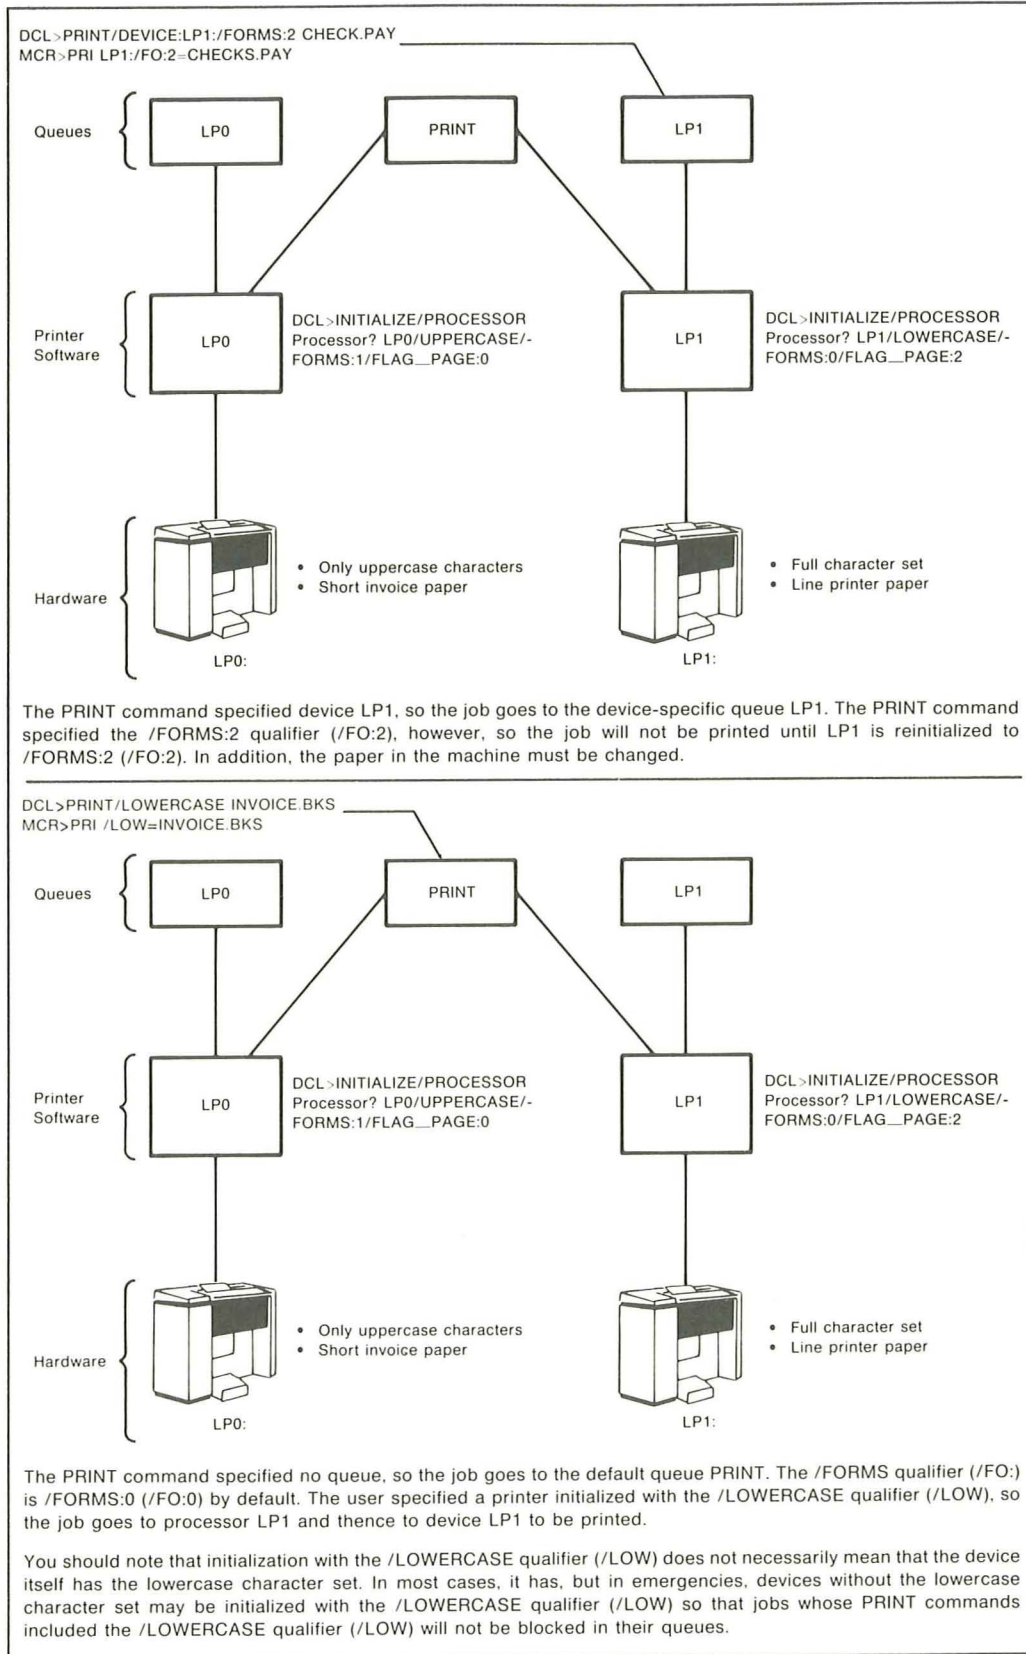 DCL>PRINT/DEVICE:LP1:/FORMS:2 CHECK.PAY
MCR>PRI LP1:/FO:2=CHECKS.PAY
Queues
LP0
PRINT
LP1
Printer
Software
LP0
DCL>INITIALIZE/PROCESSOR
Processor? LP0/UPPERCASE/-
FORMS:1/FLAG__PAGE:0
LP1
DCL>INITIALIZE/PROCESSOR
Processor? LP1/LOWERCASE/-
FORMS:0/FLAG__PAGE:2
Hardware
• Only uppercase characters
• Short invoice paper
LP0:
• Full character set
• Line printer paper
LP1:
The PRINT command specified device LP1, so the job goes to the device-specific queue LP1. The PRINT command
specified the /FORMS:2 qualifier (/FO:2), however, so the job will not be printed until LP1 is reinitialized to
/FORMS:2 (/FO:2). In addition, the paper in the machine must be changed.
DCL>PRINT/LOWERCASE INVOICE.BKS
MCR>PRI /LOW=INVOICE.BKS
Queues
LP0
PRINT
LP1
Printer
Software
LP0
DCL>INITIALIZE/PROCESSOR
Processor? LP0/UPPERCASE/-
FORMS:1/FLAG__PAGE:0
LP1
DCL>INITIALIZE/PROCESSOR
Processor? LP1/LOWERCASE/-
FORMS:0/FLAG__PAGE:2
Hardware
• Only uppercase characters
• Short invoice paper
LP0:
• Full character set
• Line printer paper
LP1:
The PRINT command specified no queue, so the job goes to the default queue PRINT. The /FORMS qualifier (/FO:)
is /FORMS:0 (/FO:0) by default. The user specified a printer initialized with the /LOWERCASE qualifier (/LOW), so
the job goes to processor LP1 and thence to device LP1 to be printed.
You should note that initialization with the /LOWERCASE qualifier (/LOW) does not necessarily mean that the device
itself has the lowercase character set. In most cases, it has, but in emergencies, devices without the lowercase
character set may be initialized with the /LOWERCASE qualifier (/LOW) so that jobs whose PRINT commands
included the /LOWERCASE qualifier (/LOW) will not be blocked in their queues.